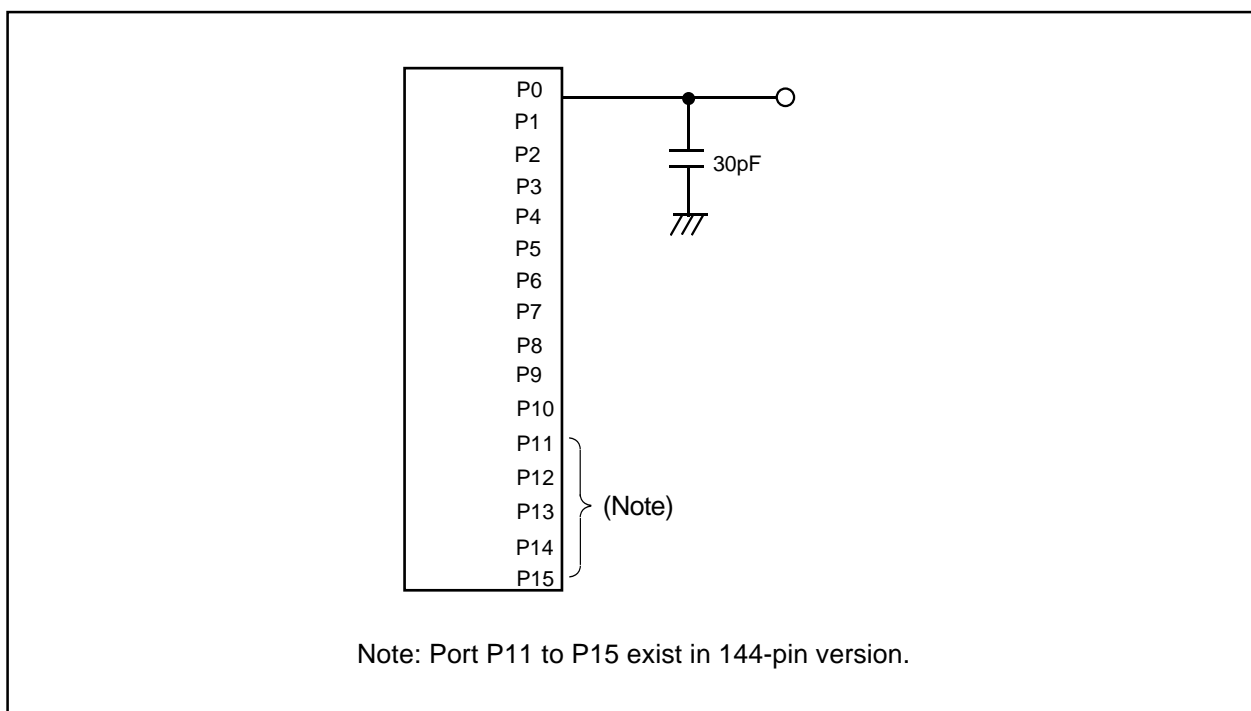 P0
P1
P2
P3
P4
P5
P6
P7
P8
P9
P10
P11
P12
P13
P14
P15
30pF
(Note)
Note: Port P11 to P15 exist in 144-pin version.